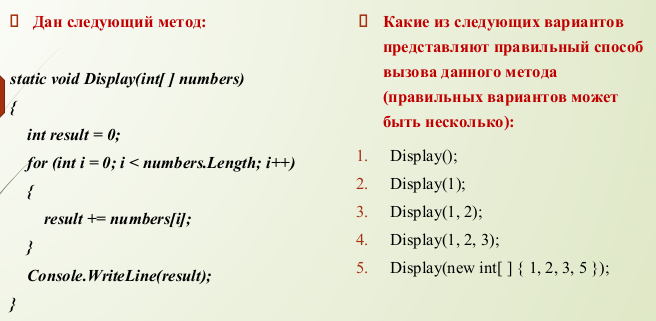 Дан следующий метод:
static void Display(int[ ] numbers)
{
int result = 0;
for (int i = 0; i < numbers.Length; i++)
{
result += numbers[i];
}
Console.WriteLine(result);
}
Какие из следующих вариантов
представляют правильный способ
вызова данного метода
(правильных вариантов может
быть несколько):
1. Display();
2. Display(1);
3. Display(1, 2);
4. Display(1, 2, 3);
5. Display(new int[ ] { 1, 2, 3, 5 });